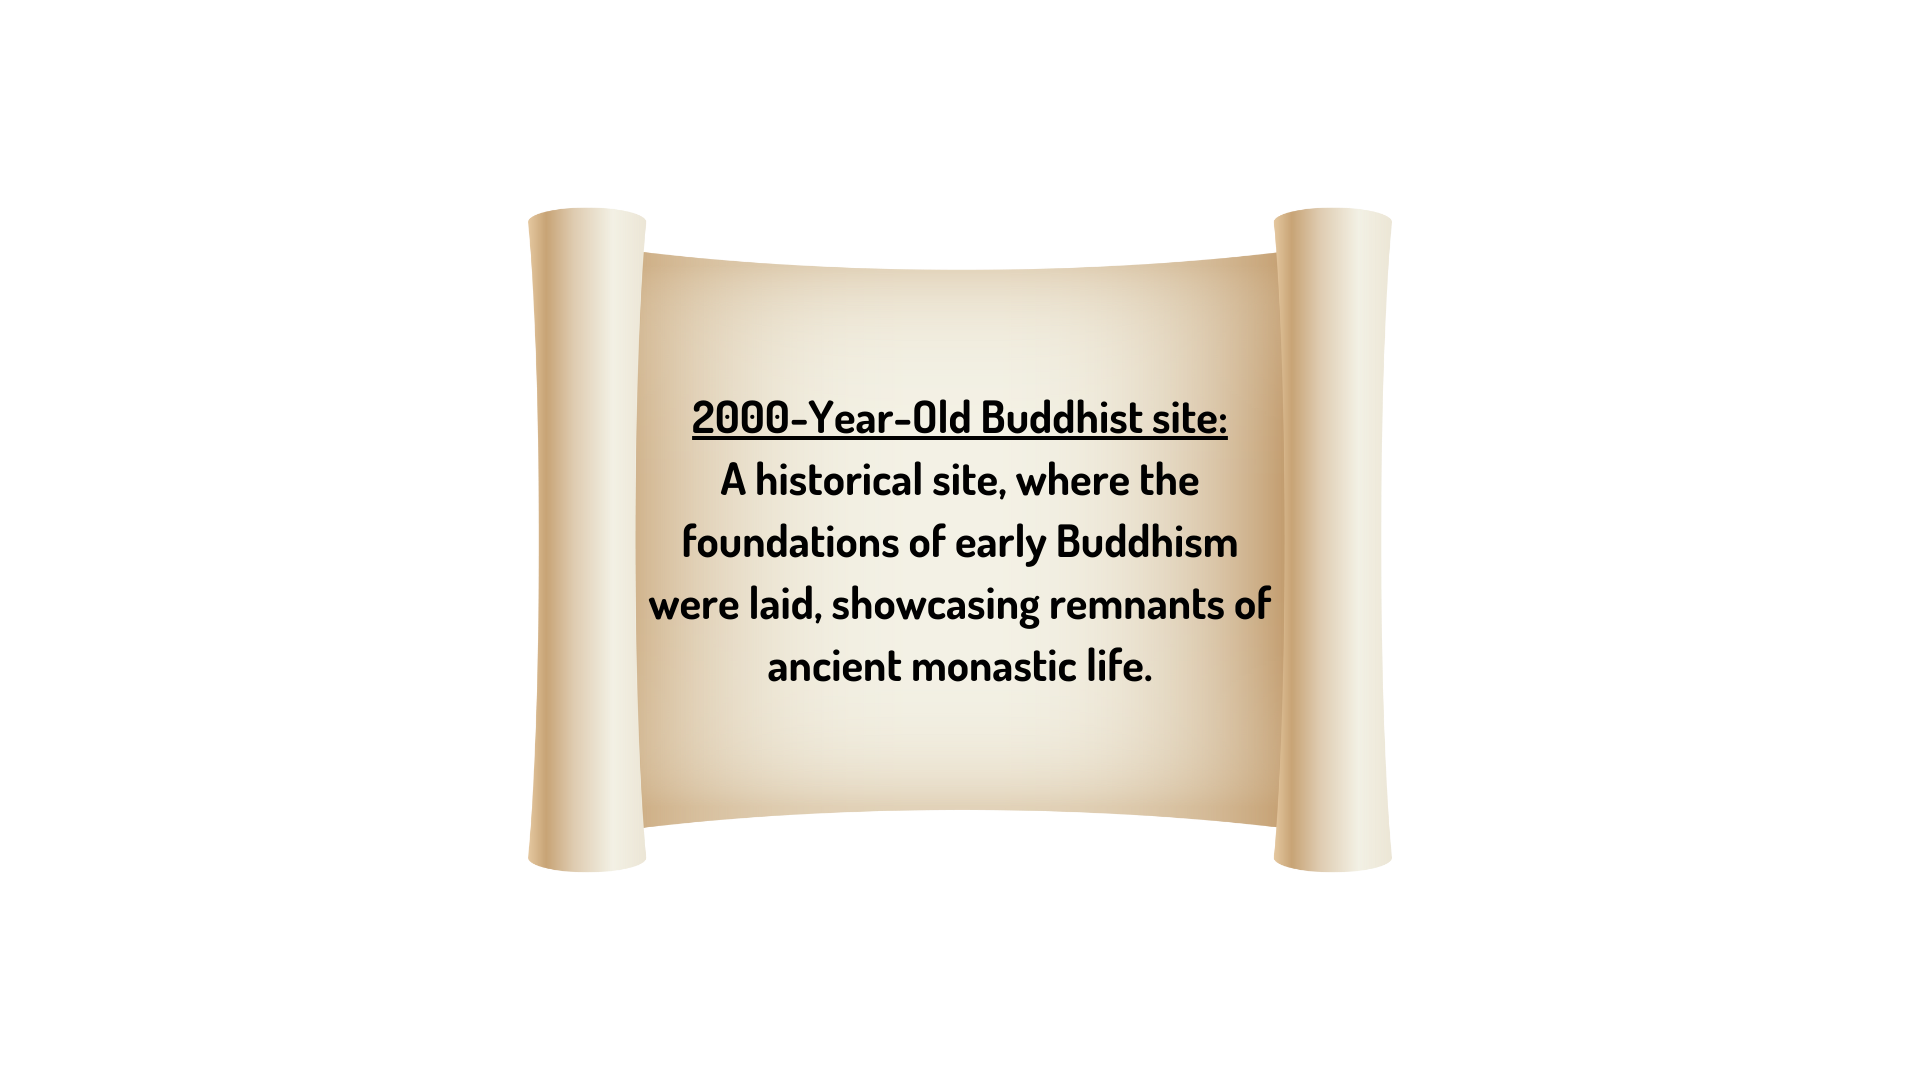 2000-Year-Old Buddhist site:
A historical site, where the
foundations of early Buddhism
were laid, showcasing remnants of
ancient monastic life.